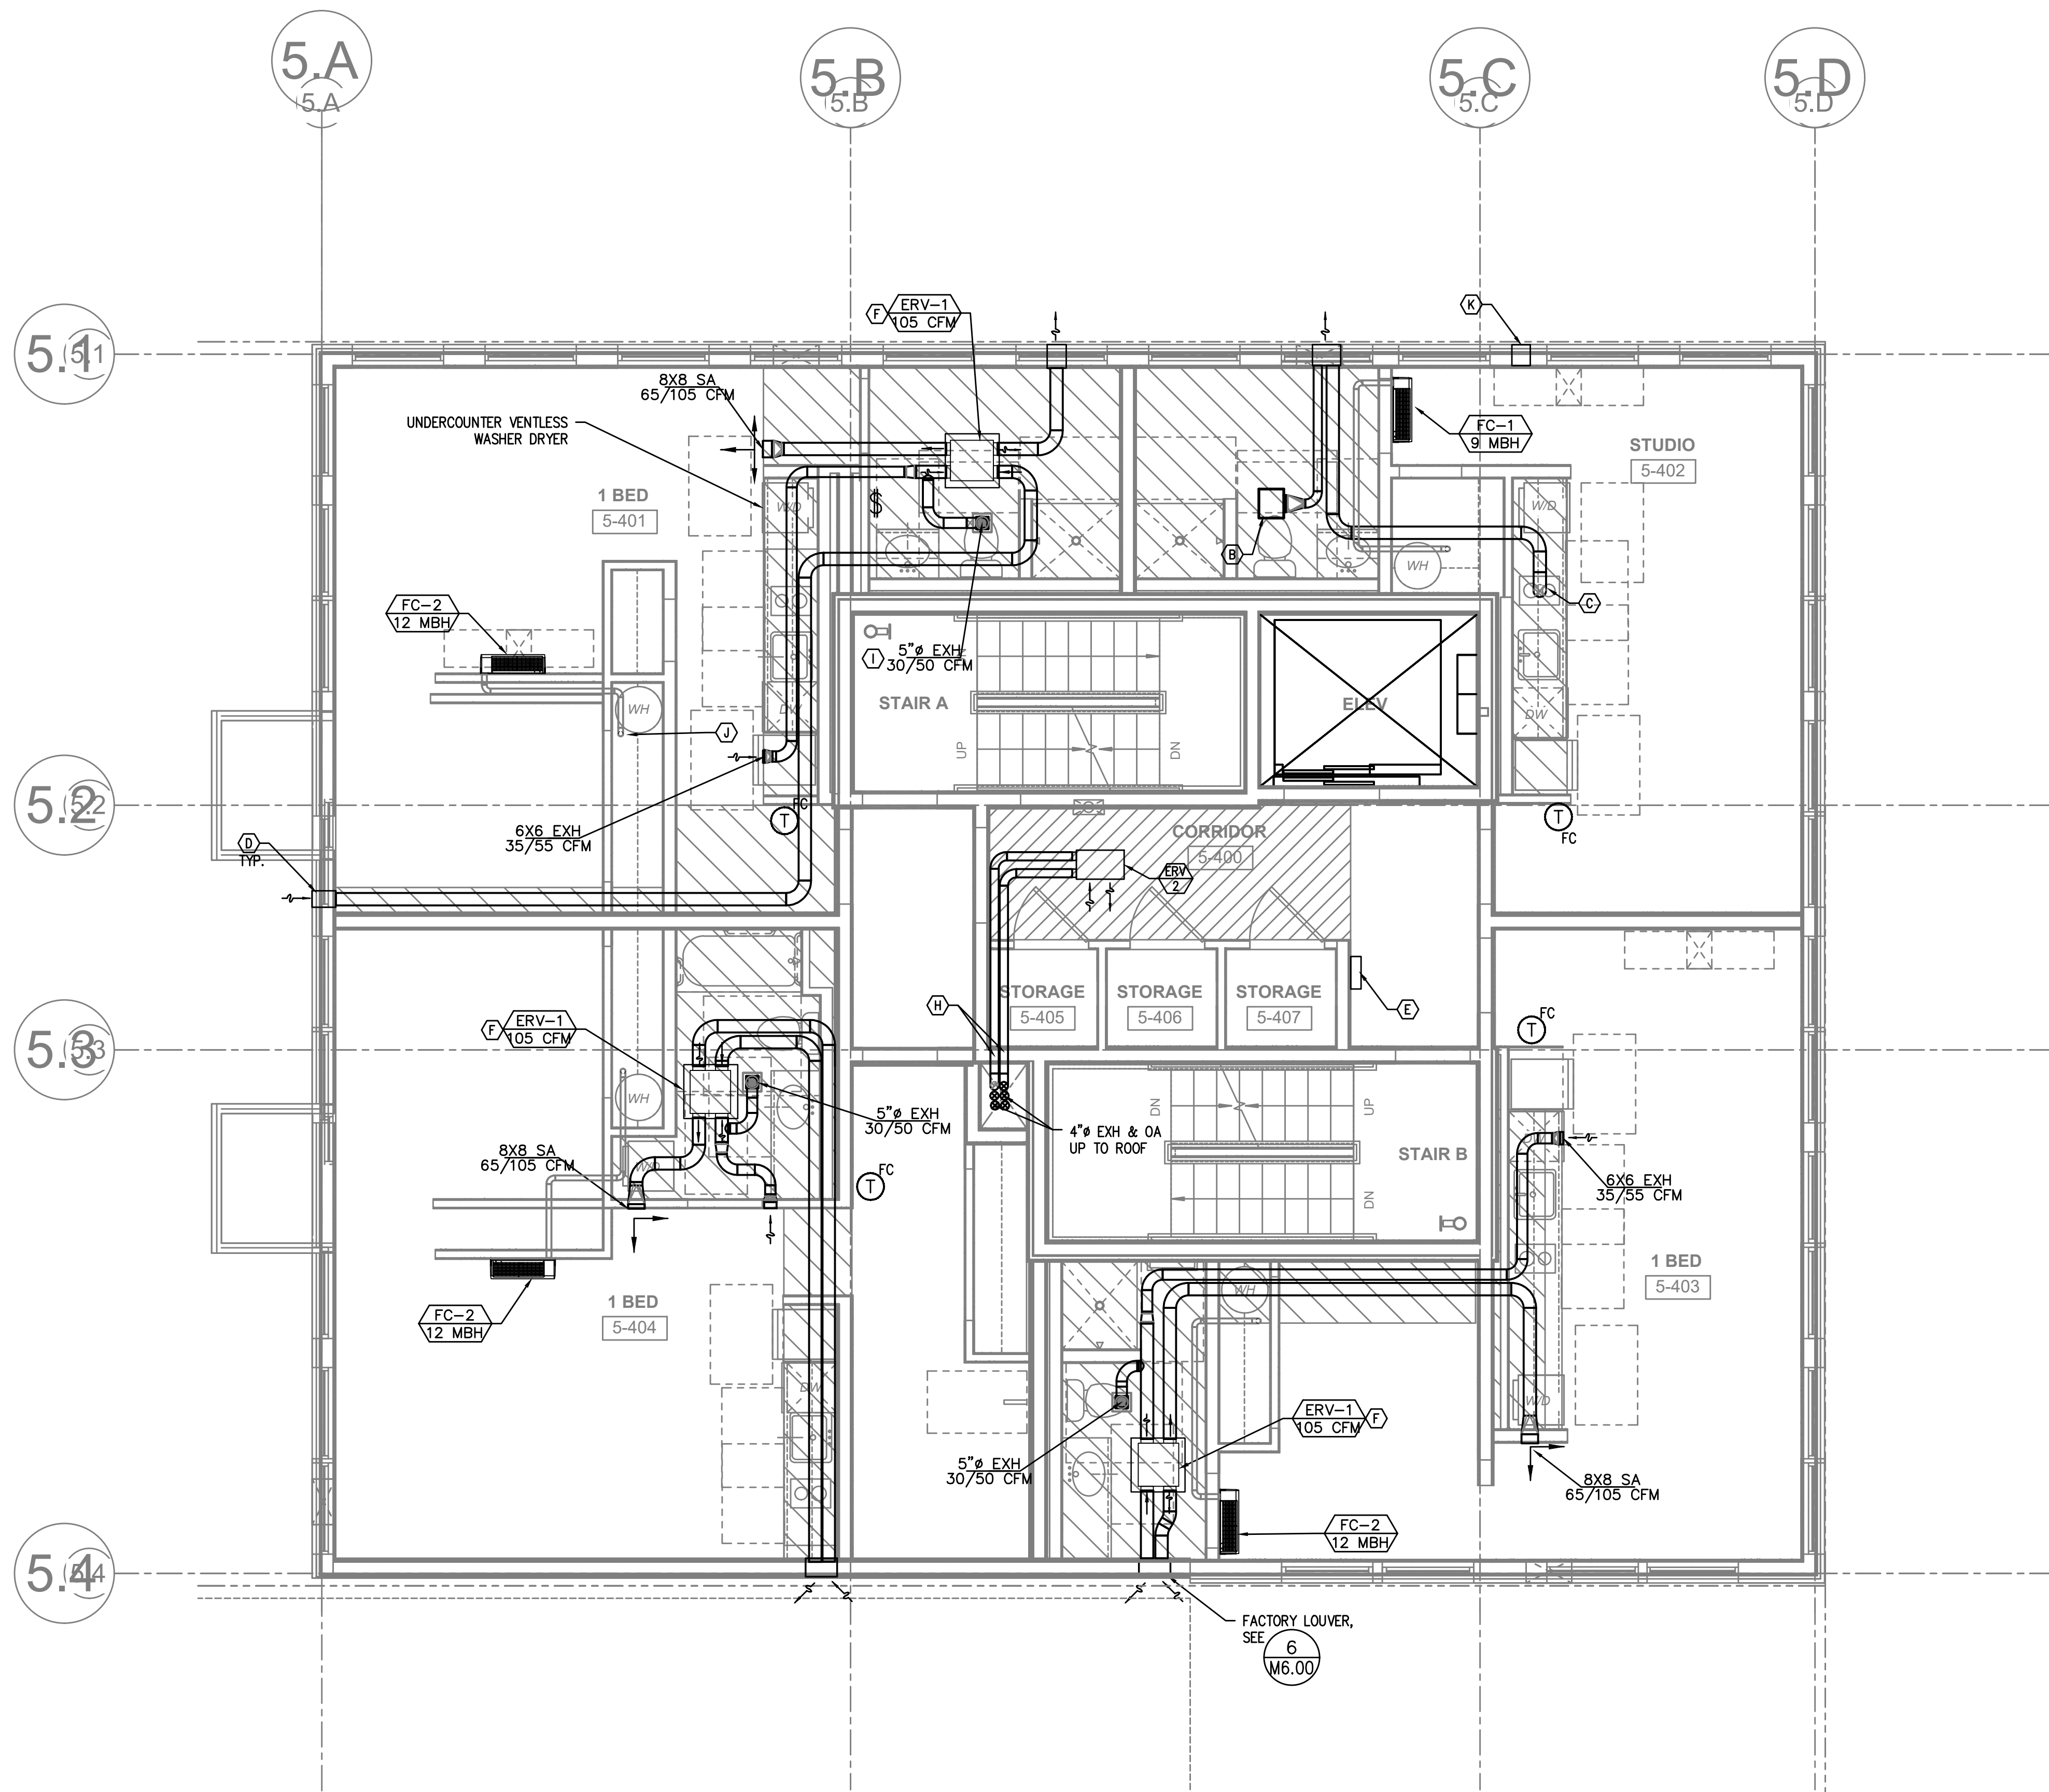 5.A
5.A
5.B
5.B
5.C
5.C
5.D
5.D
5.1
5.1
F
ERV-1
105 CFM
K
8X8 SA
65/105 CFM
UNDERCOUNTER VENTLESS
WASHER DRYER
FC-1
9 MBH
STUDIO
5-402
1 BED
5-401
W/D
$
W/D
B
WH
C
FC-2
12 MBH
I
5"ø EXH
30/50 CFM
STAIR A
ELEV
WH
DW
DW
J
UP
DN
5.2
5.2
FC
T
T
FC
6X6 EXH
35/55 CFM
D
TYP.
CORRIDOR
5-400
ERV
2
H
STORAGE
5-405
STORAGE
5-406
STORAGE
5-407
E
FC
T
5.3
5.3
F
ERV-1
105 CFM
WH
5"ø EXH
30/50 CFM
4"ø EXH & OA
UP TO ROOF
DN
UP
STAIR B
DN
8X8 SA
65/105 CFM
W/D
FC
T
6X6 EXH
35/55 CFM
1 BED
5-403
WH
FC-2
12 MBH
1 BED
5-404
DW
W/D
ERV-1
105 CFM
F
5"ø EXH
30/50 CFM
8X8 SA
65/105 CFM
FC-2
12 MBH
5.4
5.4
FACTORY LOUVER,
SEE
6
M6.00